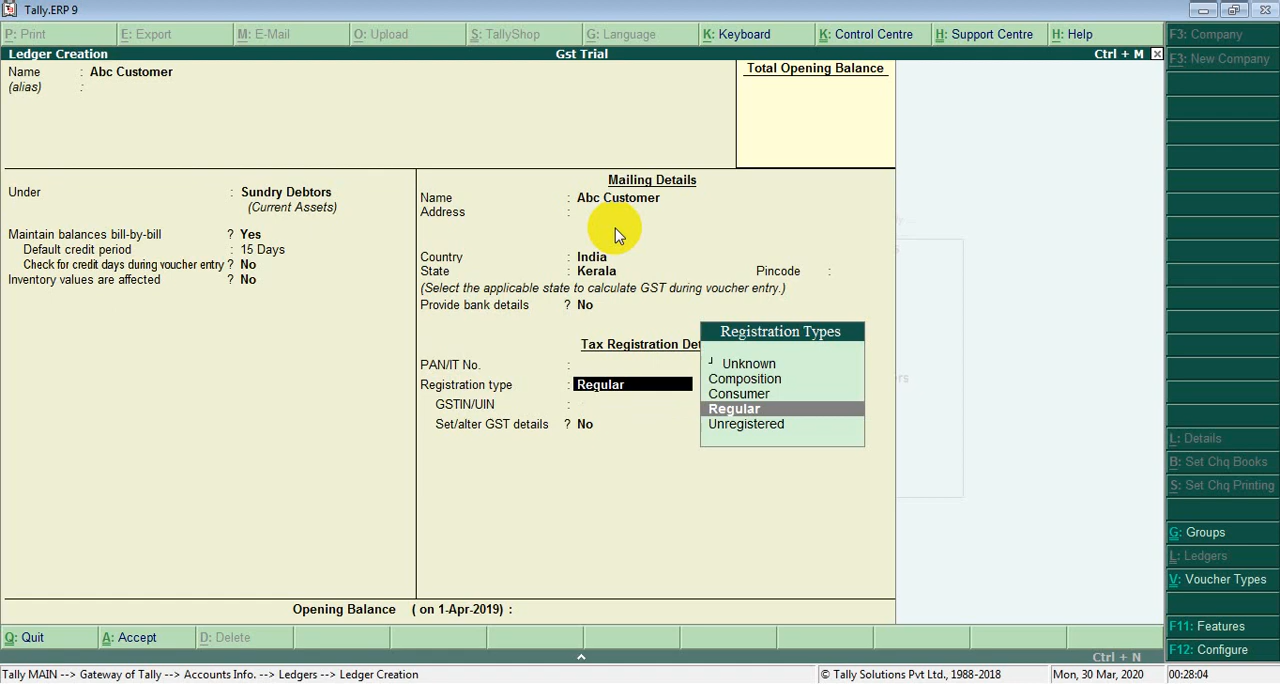 Tally.ERP 9
P: Print E: Export M: E-Mail O: Upload S: TallyShop G: Language K: Keyboard K: Control Centre H: Support Centre H: Help
F3: Company
F3: New Company
Ledger Creation Gst Trial Ctrl + M
Name : Abc Customer
(alias) :
Total Opening Balance
Under : Sundry Debtors
(Current Assets)
Maintain balances bill-by-bill ? Yes
Default credit period : 15 Days
Check for credit days during voucher entry ? No
Inventory values are affected ? No
Mailing Details
Name : Abc Customer
Address :
Country : India
State : Kerala Pincode :
(Select the applicable state to calculate GST during voucher entry.)
Provide bank details ? No
Tax Registration Det
PAN/IT No. :
Registration type : Regular
GSTIN/UIN :
Set/alter GST details ? No
Registration Types
┘ Unknown
Composition
Consumer
Regular
Unregistered
Opening Balance ( on 1-Apr-2019) :
L: Details
B: Set Chq Books
S: Set Chq Printing
G: Groups
L: Ledgers
V: Voucher Types
F11: Features
F12: Configure
Q: Quit A: Accept D: Delete
Ctrl + N
Tally MAIN --> Gateway of Tally --> Accounts Info. --> Ledgers --> Ledger Creation © Tally Solutions Pvt Ltd., 1988-2018 Mon, 30 Mar, 2020 00:28:04